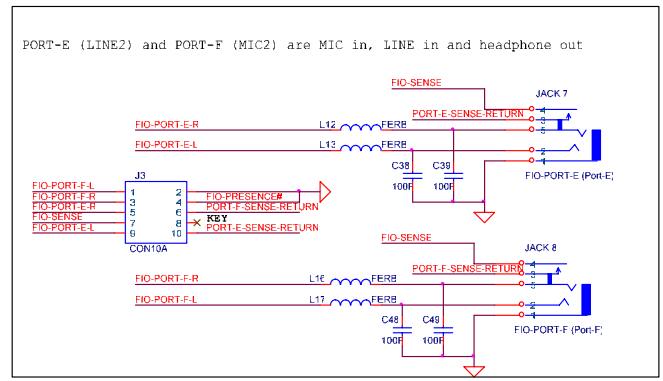 PORT-E (LINE2) and PORT-F (MIC2) are MIC in, LINE in and headphone out
FIO-SENSE
JACK 7
PORT-E-SENSE-RETURN
FIO-PORT-E-R
L12
FERB
FIO-PORT-E-L
L13
FERB
C38
C39
100P
100P
FIO-PORT-E (Port-E)
J3
FIO-PORT-F-L
1
2
FIO-PORT-F-R
3
4
FIO-PRESENCE#
FIO-PORT-E-R
5
6
PORT-F-SENSE-RETURN
FIO-SENSE
7
8
KEY
FIO-PORT-E-L
9
10
PORT-E-SENSE-RETURN
CON10A
FIO-SENSE
JACK 8
PORT-F-SENSE-RETURN
FIO-PORT-F-R
L16
FERB
FIO-PORT-F-L
L17
FERB
C48
C49
100P
100P
FIO-PORT-F (Port-F)